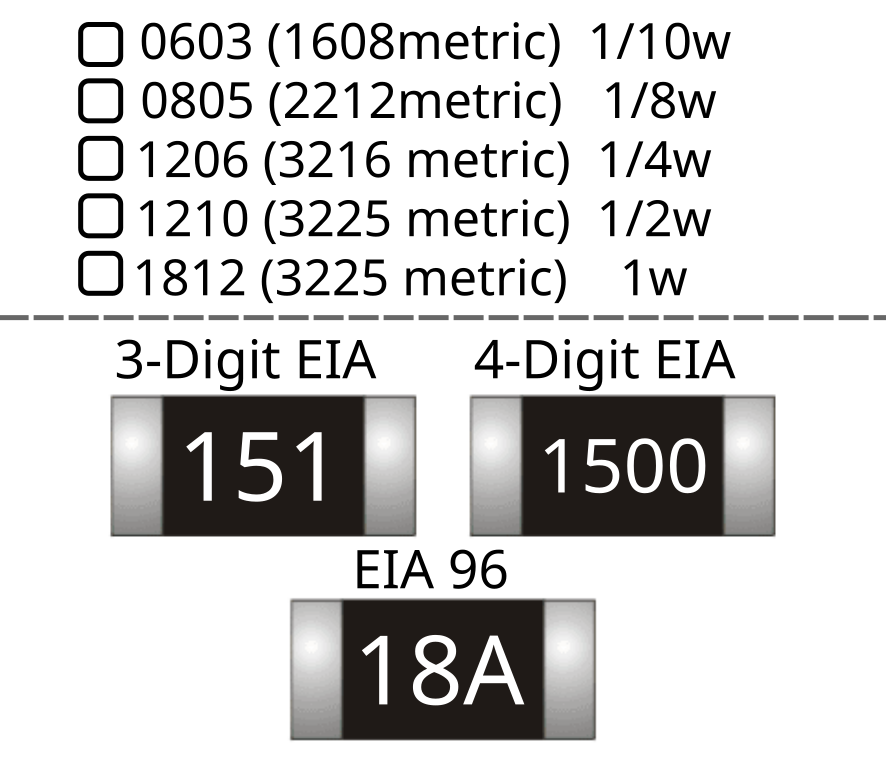 0603 (1608metric) 1/10w
0805 (2212metric) 1/8w
1206 (3216 metric) 1/4w
1210 (3225 metric) 1/2w
1812 (3225 metric) 1w
3-Digit EIA 4-Digit EIA
151 1500
EIA 96
18A